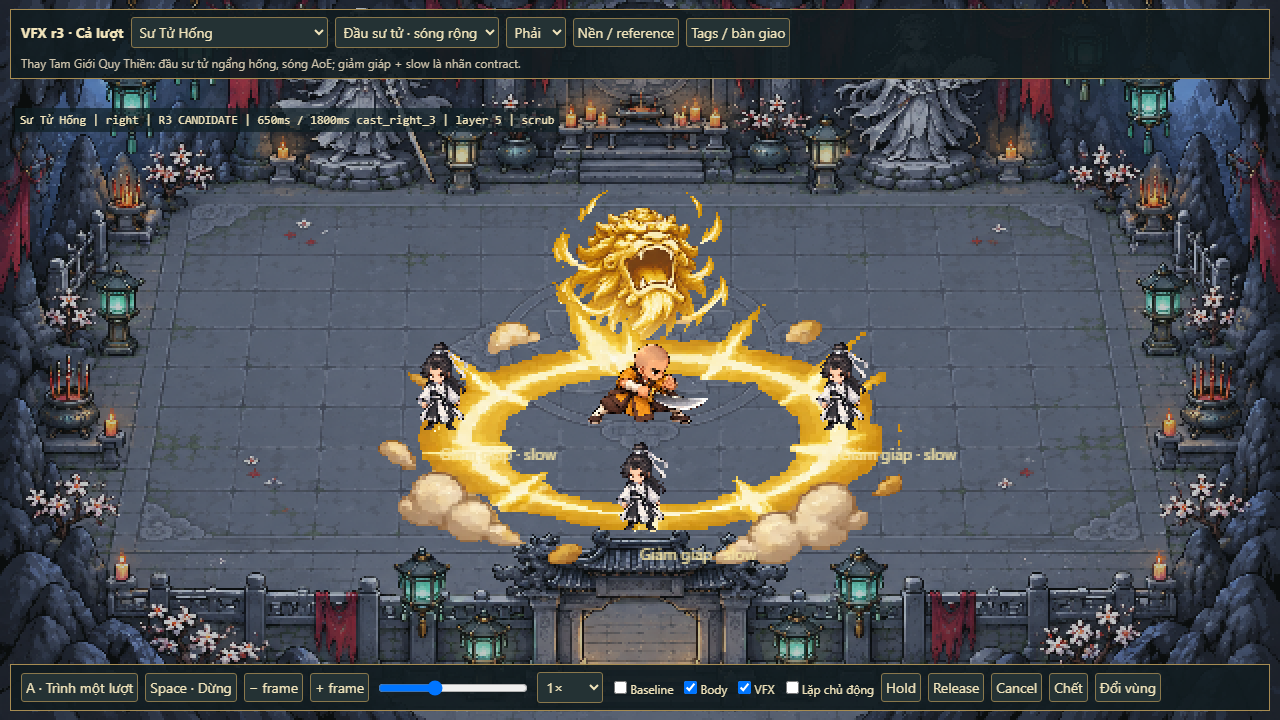 VFX r3 · Cả lượt Sư Tử Hống Đầu sư tử · sóng rộng Phải Nền / reference Tags / bàn giao
Thay Tam Giới Quy Thiền: đầu sư tử ngẩng hống, sóng AoE; giảm giáp + slow là nhãn contract.
Sư Tử Hống | right | R3 CANDIDATE | 650ms / 1800ms cast_right_3 | layer 5 | scrub
Giảm giáp · slow Giảm giáp · slow
Giảm giáp · slow
A · Trình một lượt Space · Dừng − frame + frame 1× Baseline Body VFX Lặp chủ động Hold Release Cancel Chết Đổi vùng